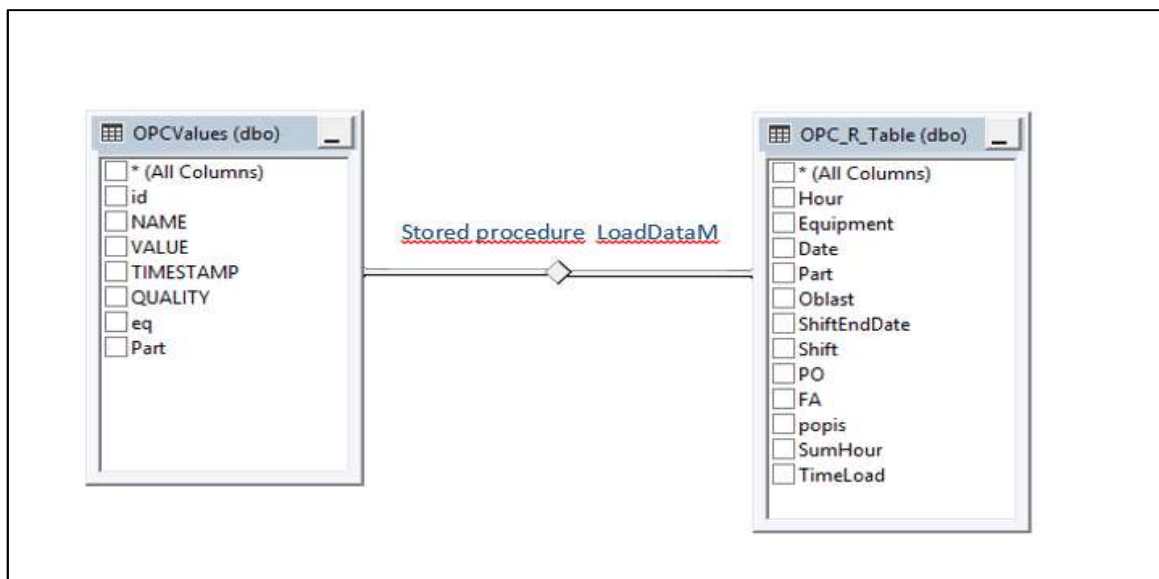 OPCValues (dbo)
* (All Columns)
id
NAME
VALUE
TIMESTAMP
QUALITY
eq
Part
Stored procedure LoadDataM
OPC_R_Table (dbo)
* (All Columns)
Hour
Equipment
Date
Part
Oblast
ShiftEndDate
Shift
PO
FA
popis
SumHour
TimeLoad